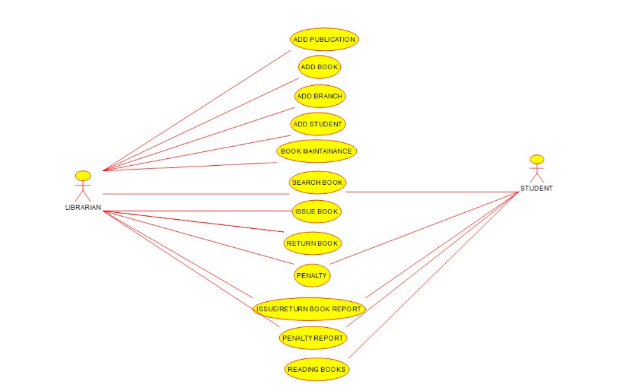 ADD PUBLICATION
ADD BOOK
ADD BRANCH
ADD STUDENT
BOOK MAINTAINANCE
SEARCH BOOK
STUDENT
LIBRARIAN
ISSUE BOOK
RETURN BOOK
PENALTY
ISSUE/RETURN BOOK REPORT
PENALTY REPORT
READING BOOKS